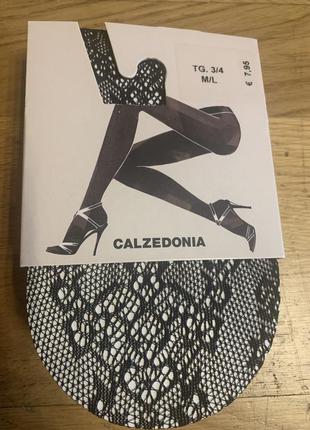 TG. 3/4
M/L
€ 7.95
CALZEDONIA